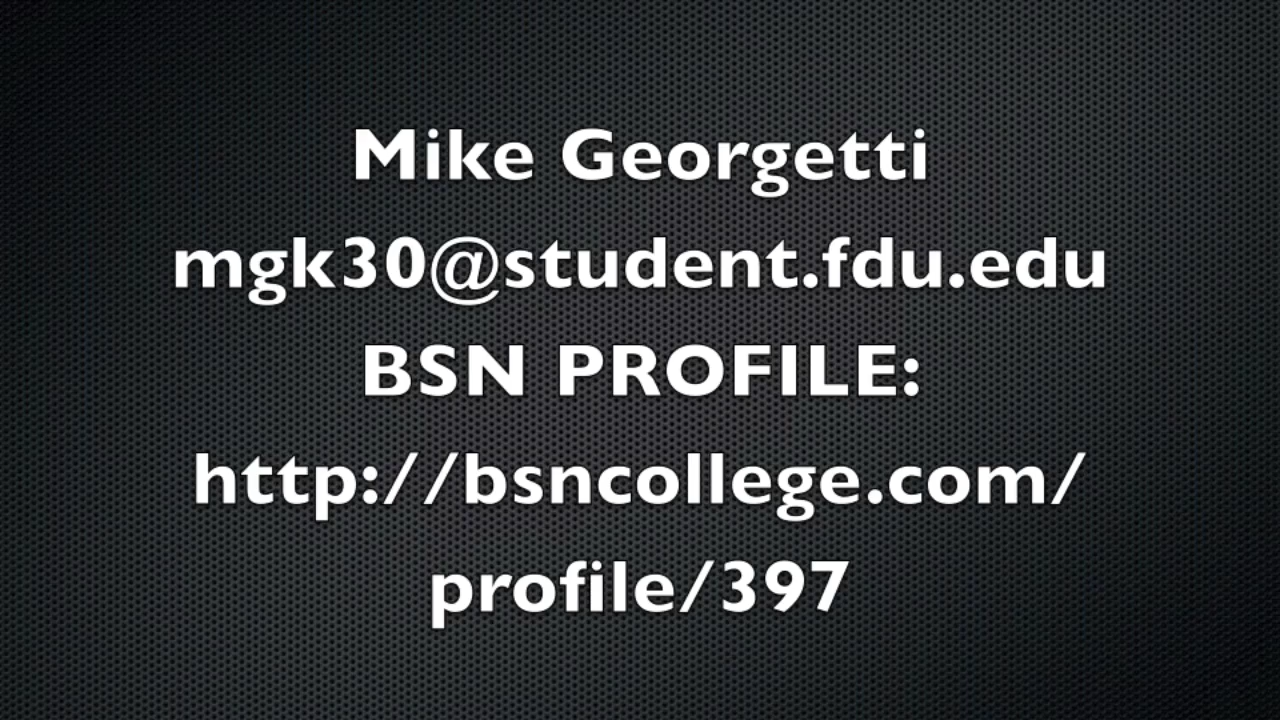 Mike Georgetti
mgk30@student.fdu.edu
BSN PROFILE:
http://bsncollege.com/
profile/397